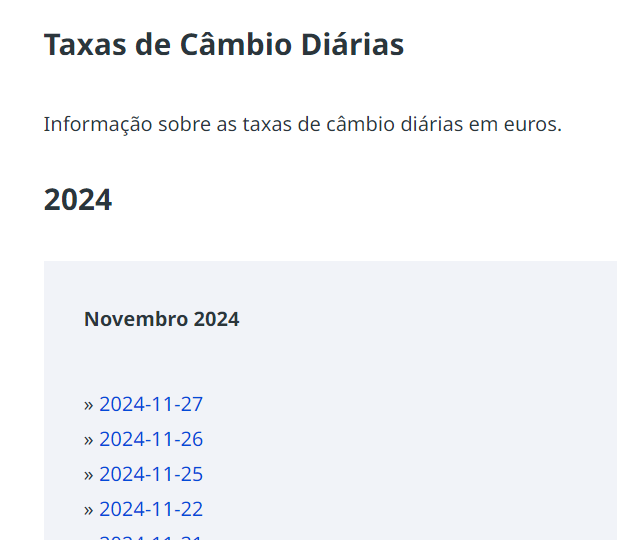 Taxas de Câmbio Diárias
Informação sobre as taxas de câmbio diárias em euros.
2024
Novembro 2024
» 2024-11-27
» 2024-11-26
» 2024-11-25
» 2024-11-22